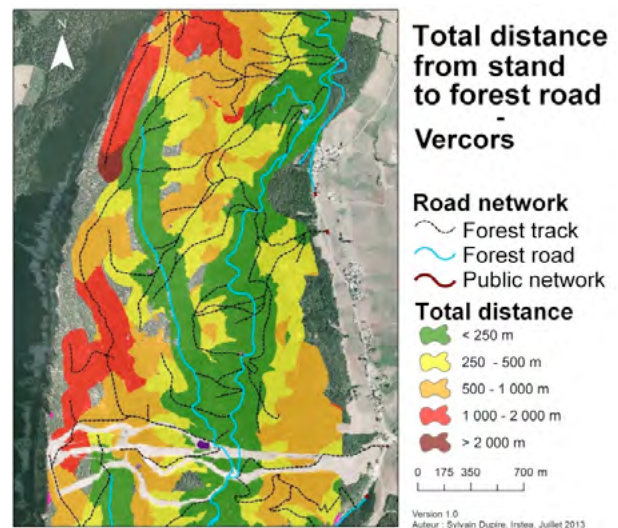 N
Total distance
from stand
to forest road
-
Vercors
Road network
Forest track
Forest road
Public network
Total distance
< 250 m
250 - 500 m
500 - 1 000 m
1 000 - 2 000 m
> 2 000 m
0 175 350 700 m
Version 1.0
Auteur : Sylvain Dupire, Irstea, Juillet 2013